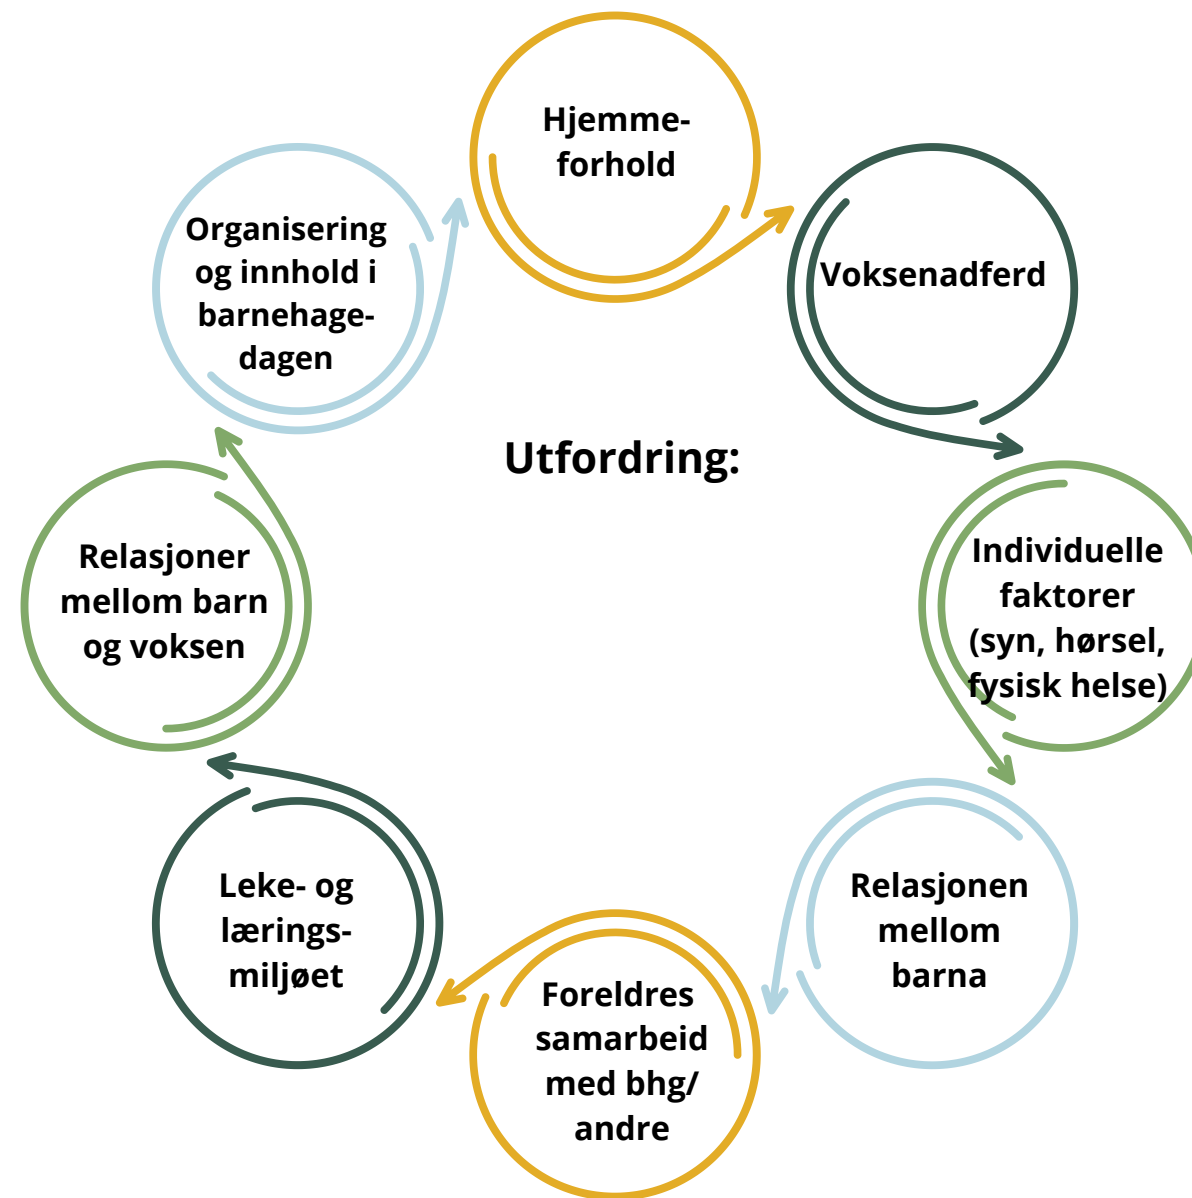 Hjemme-
forhold
Voksenadferd
Individuelle
faktorer
(syn, hørsel,
fysisk helse)
Relasjonen
mellom
barna
Foreldres
samarbeid
med bhg/
andre
Leke- og
lærings-
miljøet
Relasjoner
mellom barn
og voksen
Organisering
og innhold i
barnehage-
dagen
Utfordring: